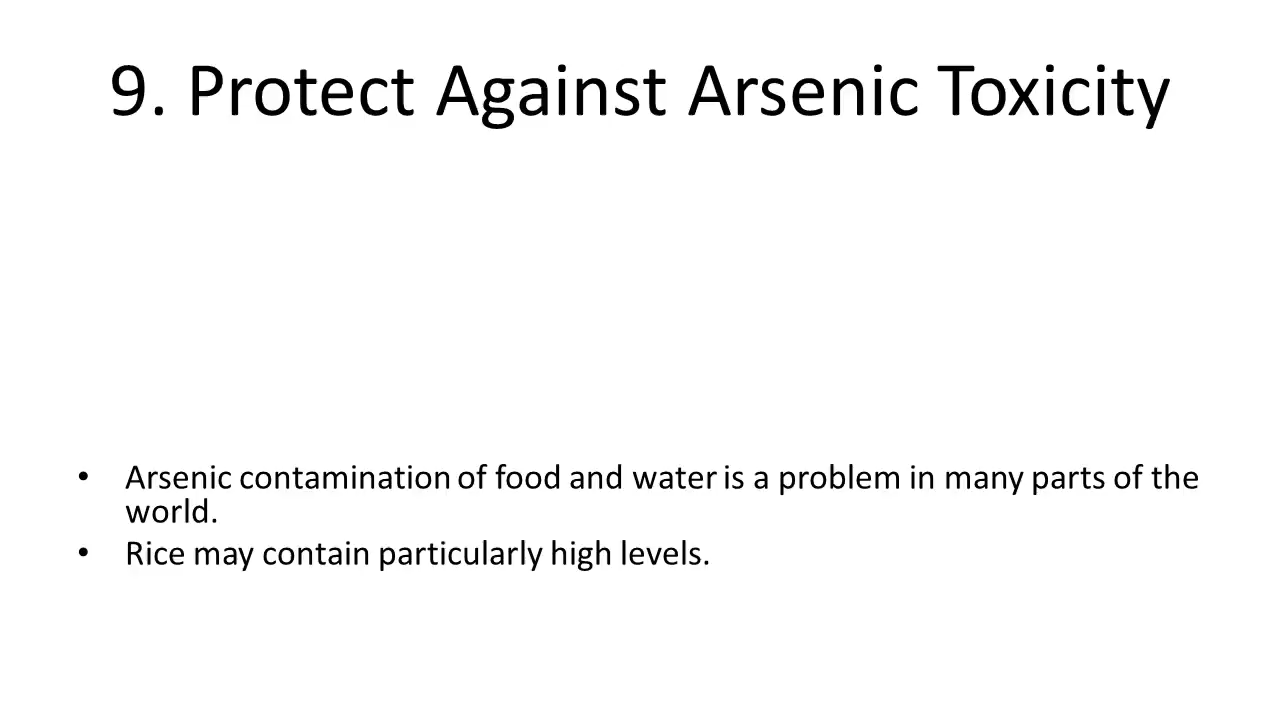 9. Protect Against Arsenic Toxicity
• Arsenic contamination of food and water is a problem in many parts of the
world.
• Rice may contain particularly high levels.